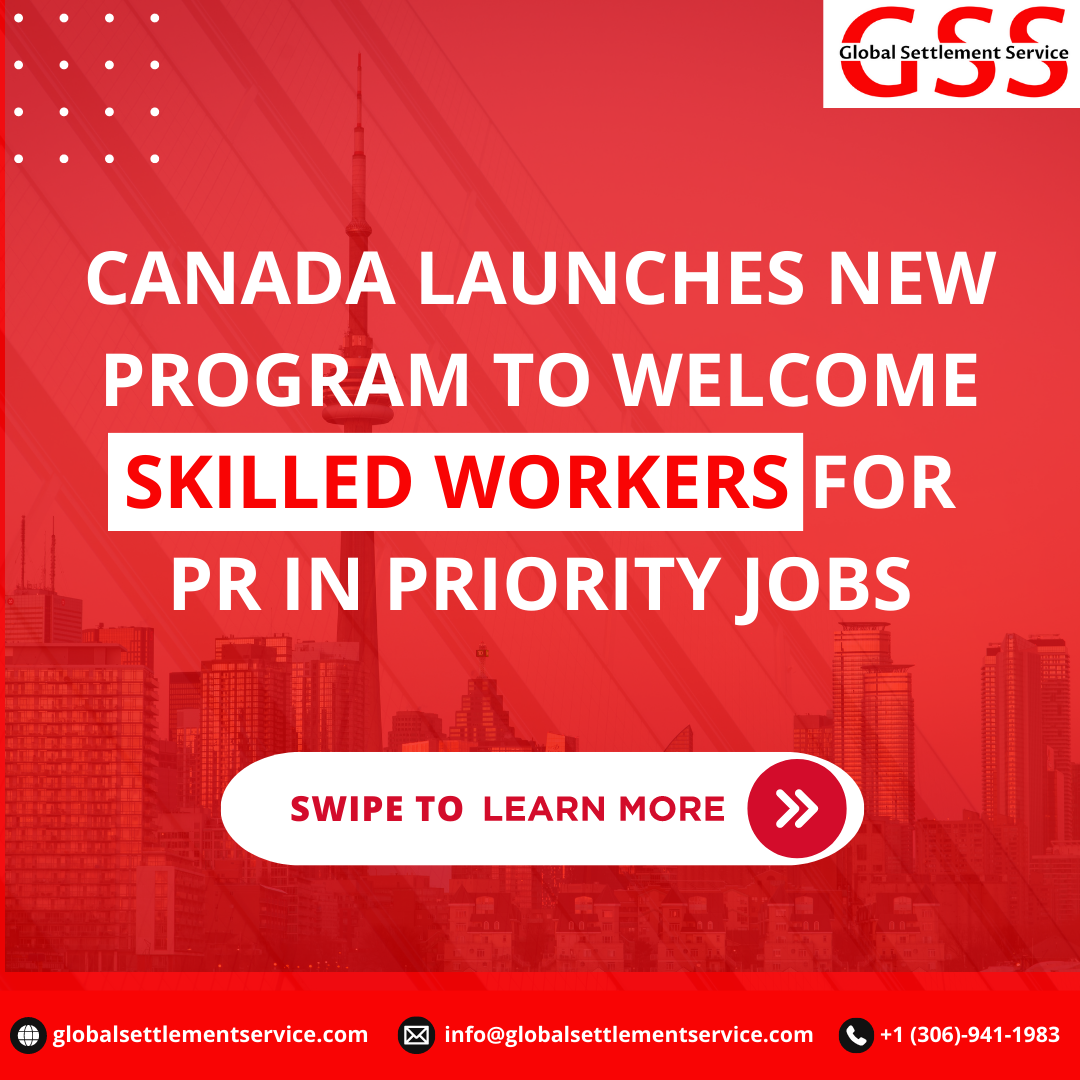 GSS
Global Settlement Service
CANADA LAUNCHES NEW
PROGRAM TO WELCOME
SKILLED WORKERS FOR
PR IN PRIORITY JOBS
SWIPE TO LEARN MORE
globalsettlementservice.com
info@globalsettlementservice.com
+1 (306)-941-1983